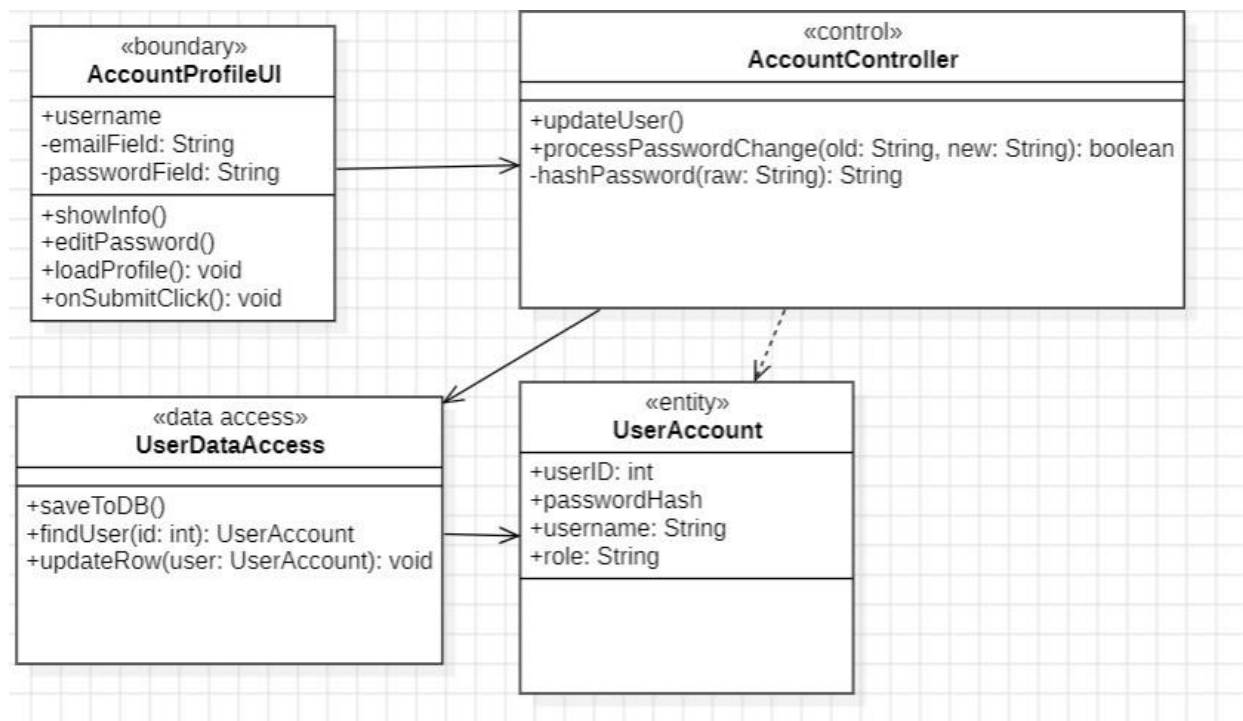 «boundary»
AccountProfileUI
+username
-emailField: String
-passwordField: String
+showInfo()
+editPassword()
+loadProfile(): void
+onSubmitClick(): void
«control»
AccountController
+updateUser()
+processPasswordChange(old: String, new: String): boolean
-hashPassword(raw: String): String
«data access»
UserDataAccess
+saveToDB()
+findUser(id: int): UserAccount
+updateRow(user: UserAccount): void
«entity»
UserAccount
+userID: int
+passwordHash
+username: String
+role: String